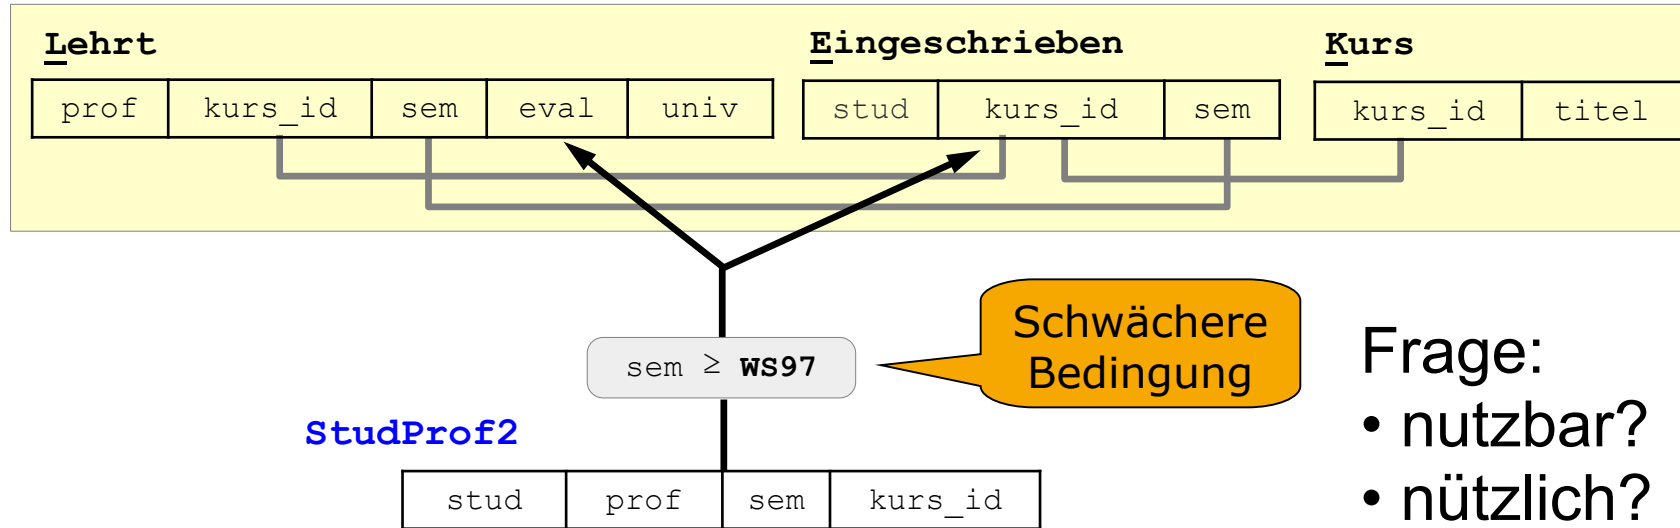 Lehrt
Eingeschrieben
Kurs
prof kurs_id sem eval univ
stud kurs_id sem
kurs_id titel
sem ≥ WS97
Schwächere
Bedingung
Frage:
• nutzbar?
• nützlich?
StudProf2
stud prof sem kurs_id